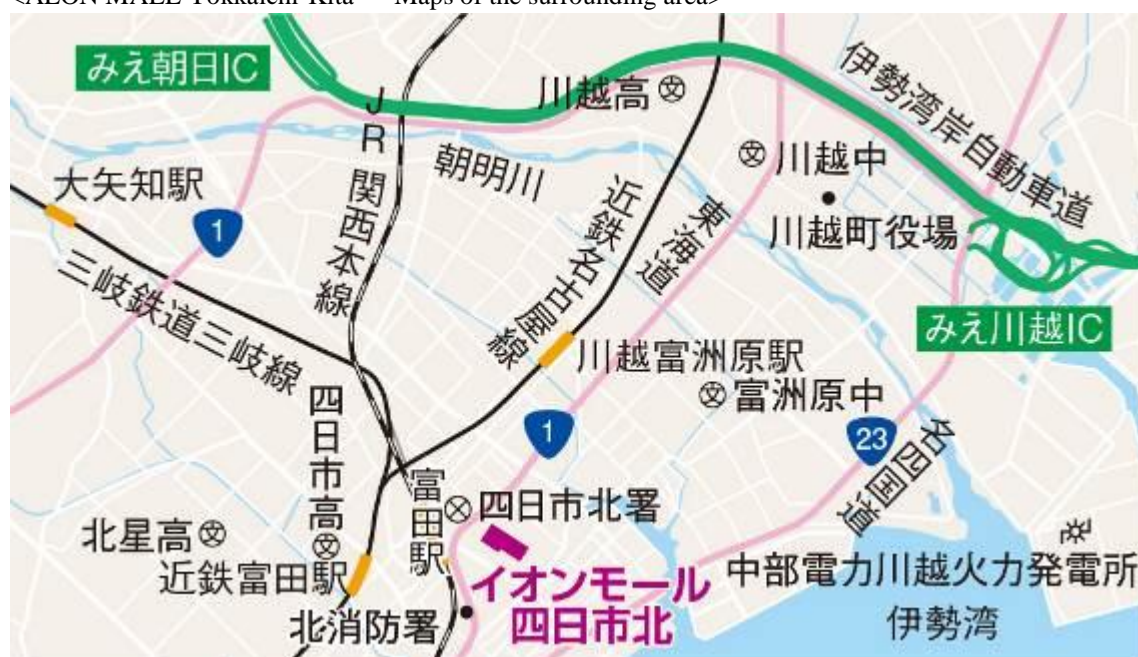 <AEON MALL Yokkaichi-Kita Maps of the surrounding area>
みえ朝日IC
川越高
伊勢湾岸自動車道
JR関西本線
朝明川
川越中
大矢知駅
近鉄名古屋線
東海道
川越町役場
1
三岐鉄道三岐線
みえ川越IC
川越富洲原駅
富洲原中
四日市高
1
23
名四国道
富田駅
四日市北署
北星高
近鉄富田駅
イオンモール
四日市北
中部電力川越火力発電所
北消防署
伊勢湾